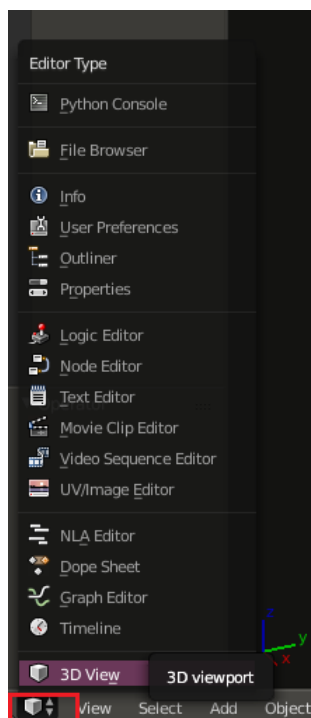 Editor Type
Python Console
File Browser
Info
User Preferences
Outliner
Properties
Logic Editor
Node Editor
Text Editor
Movie Clip Editor
Video Sequence Editor
UV/Image Editor
NLA Editor
Dope Sheet
Graph Editor
Timeline
z
y
x
3D View
3D viewport
View Select Add Object